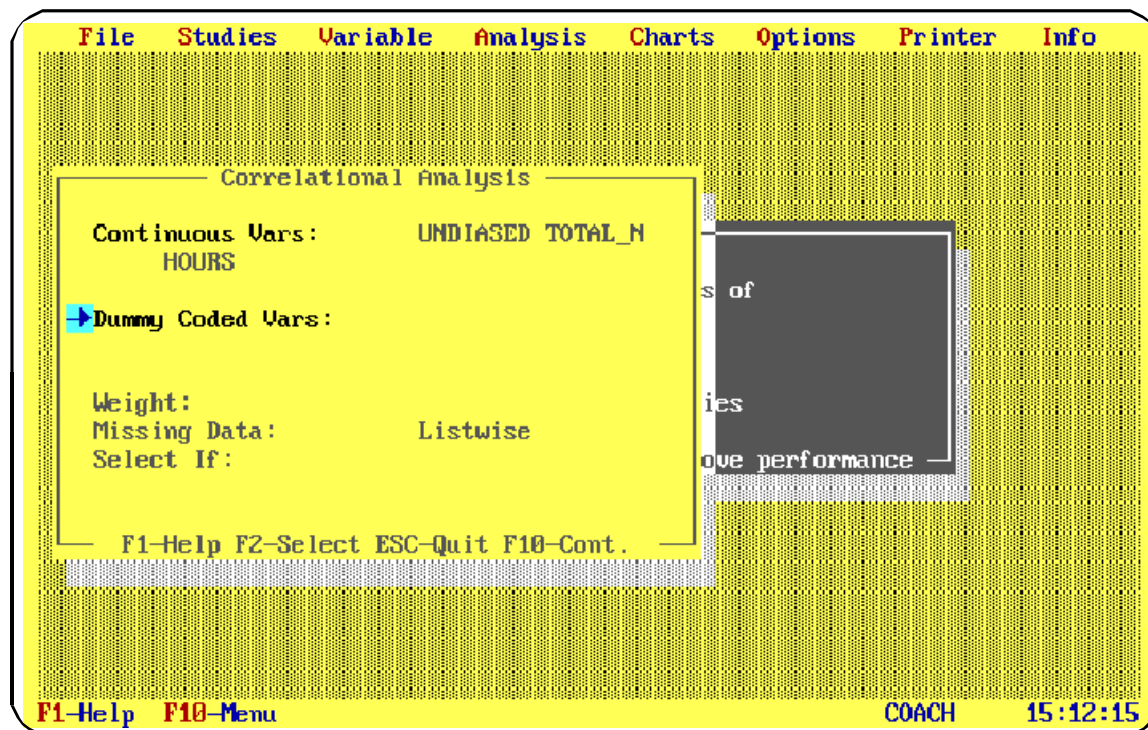 File Studies Variable Analysis Charts Options Printer Info
Correlational Analysis
Continuous Vars: UNDIASED TOTAL_N
HOURS
s of
Dummy Coded Vars:
Weight:
ies
Missing Data: Listwise
Select If:
ove performance
F1-Help F2-Select ESC-Quit F10-Cont.
F1-Help F10-Menu COACH 15:12:15